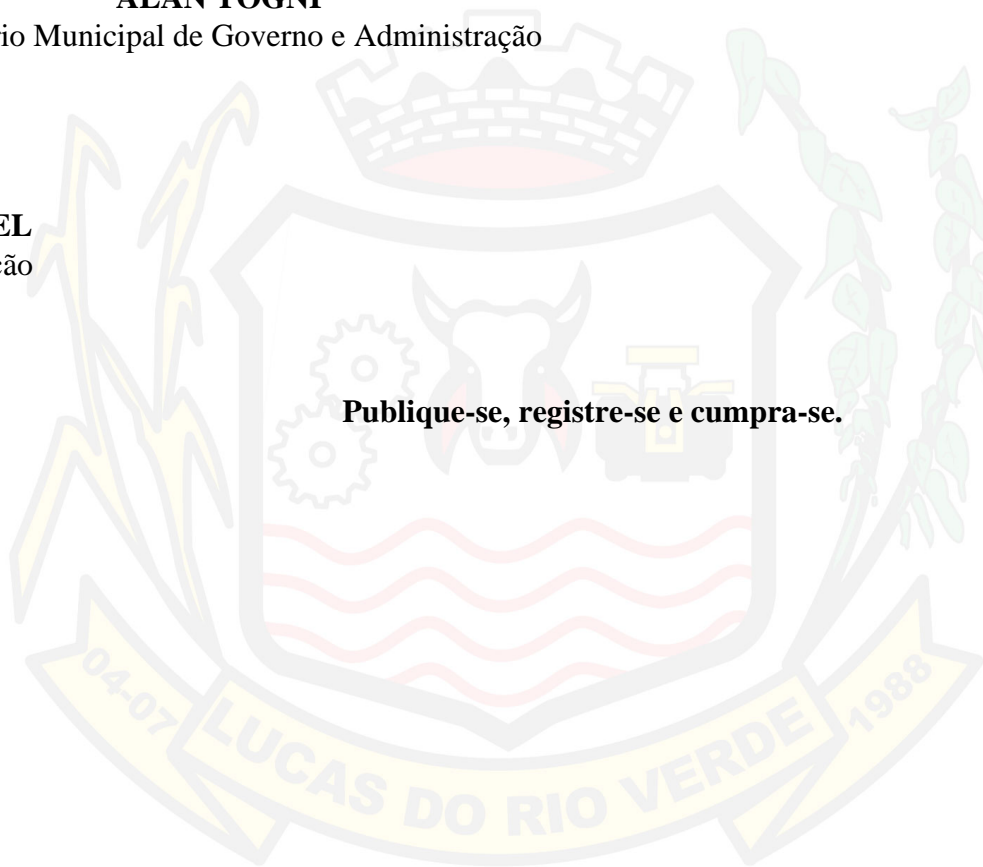 ALAN TOGNI
rio Municipal de Governo e Administração
EL
ção
Publique-se, registre-se e cumpra-se.
04-07 LUCAS DO RIO VERDE 1988